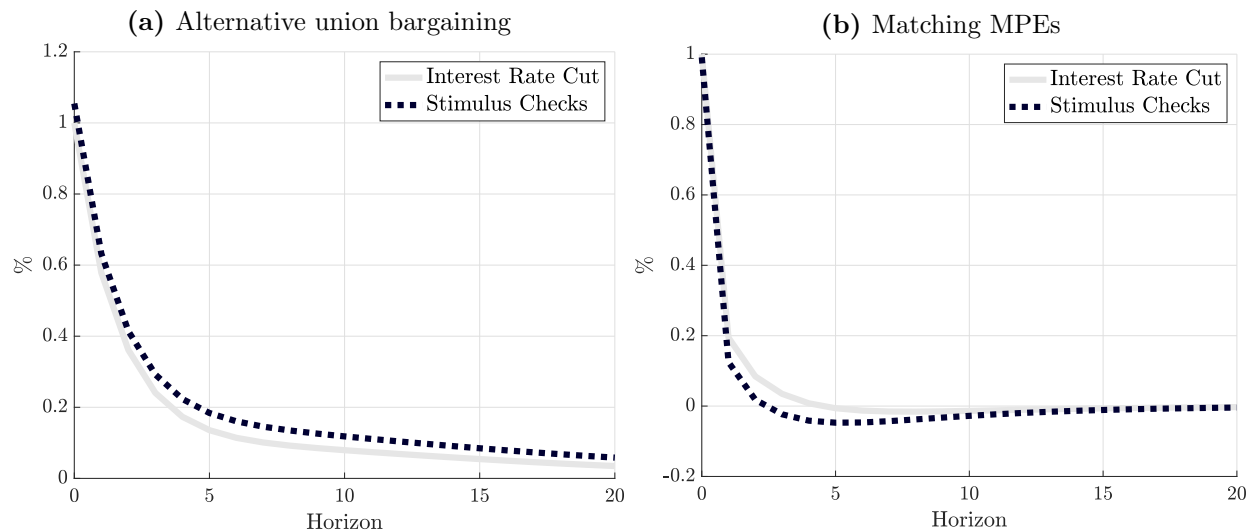 (a) Alternative union bargaining
1.2
1
0.8
0.6
0.4
0.2
0
%
0 5 10 15 20
Horizon
Interest Rate Cut
Stimulus Checks
(b) Matching MPEs
1
0.8
0.6
0.4
0.2
0
-0.2
%
0 5 10 15 20
Horizon
Interest Rate Cut
Stimulus Checks